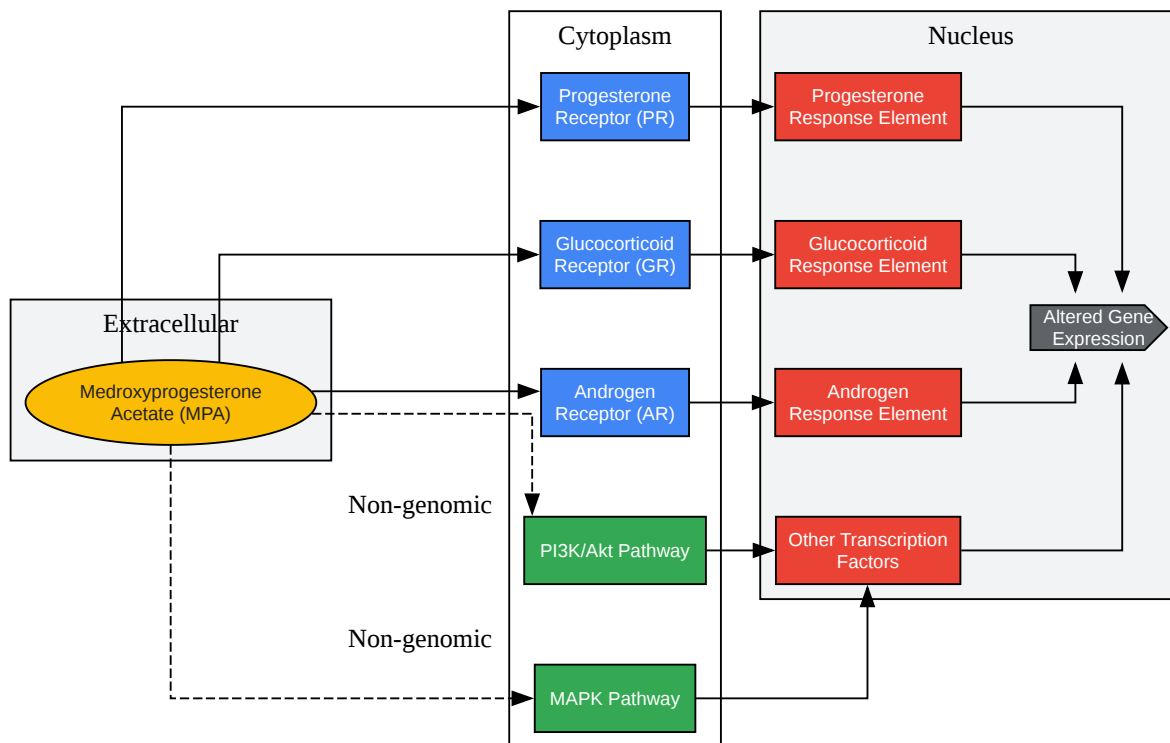 Cytoplasm
Nucleus
Progesterone
Receptor (PR)
Progesterone
Response Element
Glucocorticoid
Receptor (GR)
Glucocorticoid
Response Element
Extracellular
Altered Gene
Expression
Medroxyprogesterone
Acetate (MPA)
Androgen
Receptor (AR)
Androgen
Response Element
Non-genomic
PI3K/Akt Pathway
Other Transcription
Factors
Non-genomic
MAPK Pathway